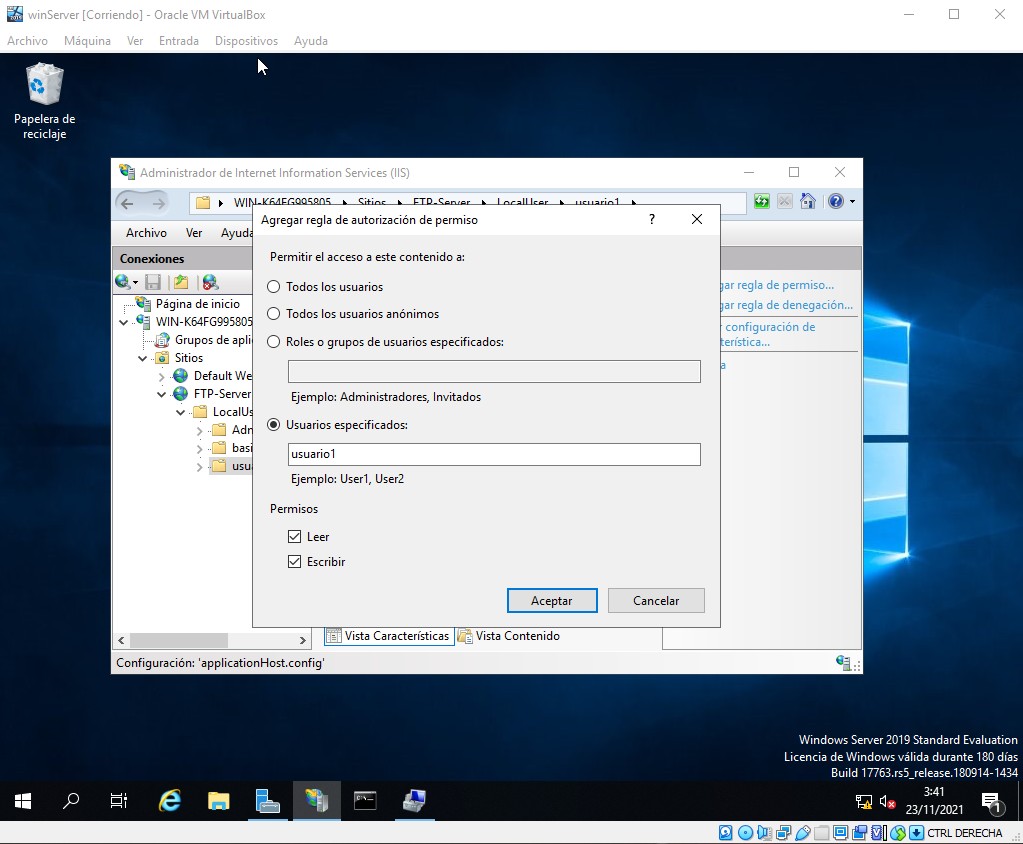 winServer [Corriendo] - Oracle VM VirtualBox
Archivo Máquina Ver Entrada Dispositivos Ayuda
Papelera de
reciclaje
Administrador de Internet Information Services (IIS)
WIN-K64FG995805 Sitios FTP-Server LocalUser usuario1
Archivo Ver Ayuda
Conexiones
Página de inicio
WIN-K64FG995805
Grupos de apli
Sitios
Default We
FTP-Server
LocalUs
Adn
basi
usua
Agregar regla de autorización de permiso
?
Permitir el acceso a este contenido a:
Todos los usuarios
Todos los usuarios anónimos
Roles o grupos de usuarios especificados:
Ejemplo: Administradores, Invitados
Usuarios especificados:
usuario1
Ejemplo: User1, User2
Permisos
Leer
Escribir
Aceptar Cancelar
gar regla de permiso...
gar regla de denegación...
r configuración de
terística...
a
Vista Características Vista Contenido
Configuración: 'applicationHost.config'
Windows Server 2019 Standard Evaluation
Licencia de Windows válida durante 180 días
Build 17763.rs5_release.180914-1434
3:41
23/11/2021
1
CTRL DERECHA